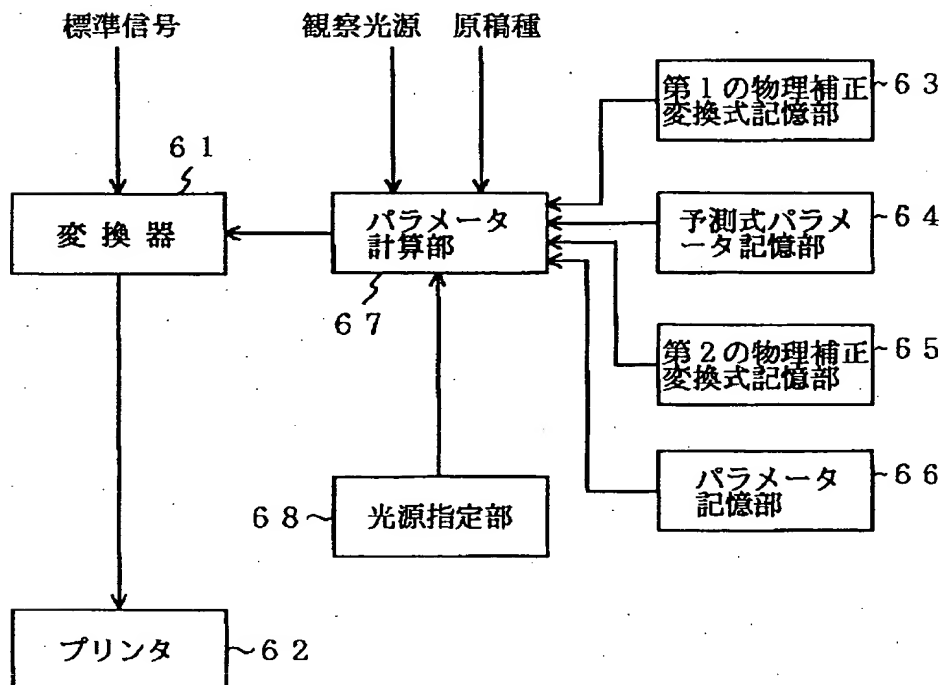 標準信号
観察光源
原稿種
第1の物理補正
変換式記憶部
63
61
変換器
パラメータ
計算部
67
予測式パラメ
ータ記憶部
64
第2の物理補正
変換式記憶部
65
パラメータ
記憶部
66
68
光源指定部
プリンタ
62